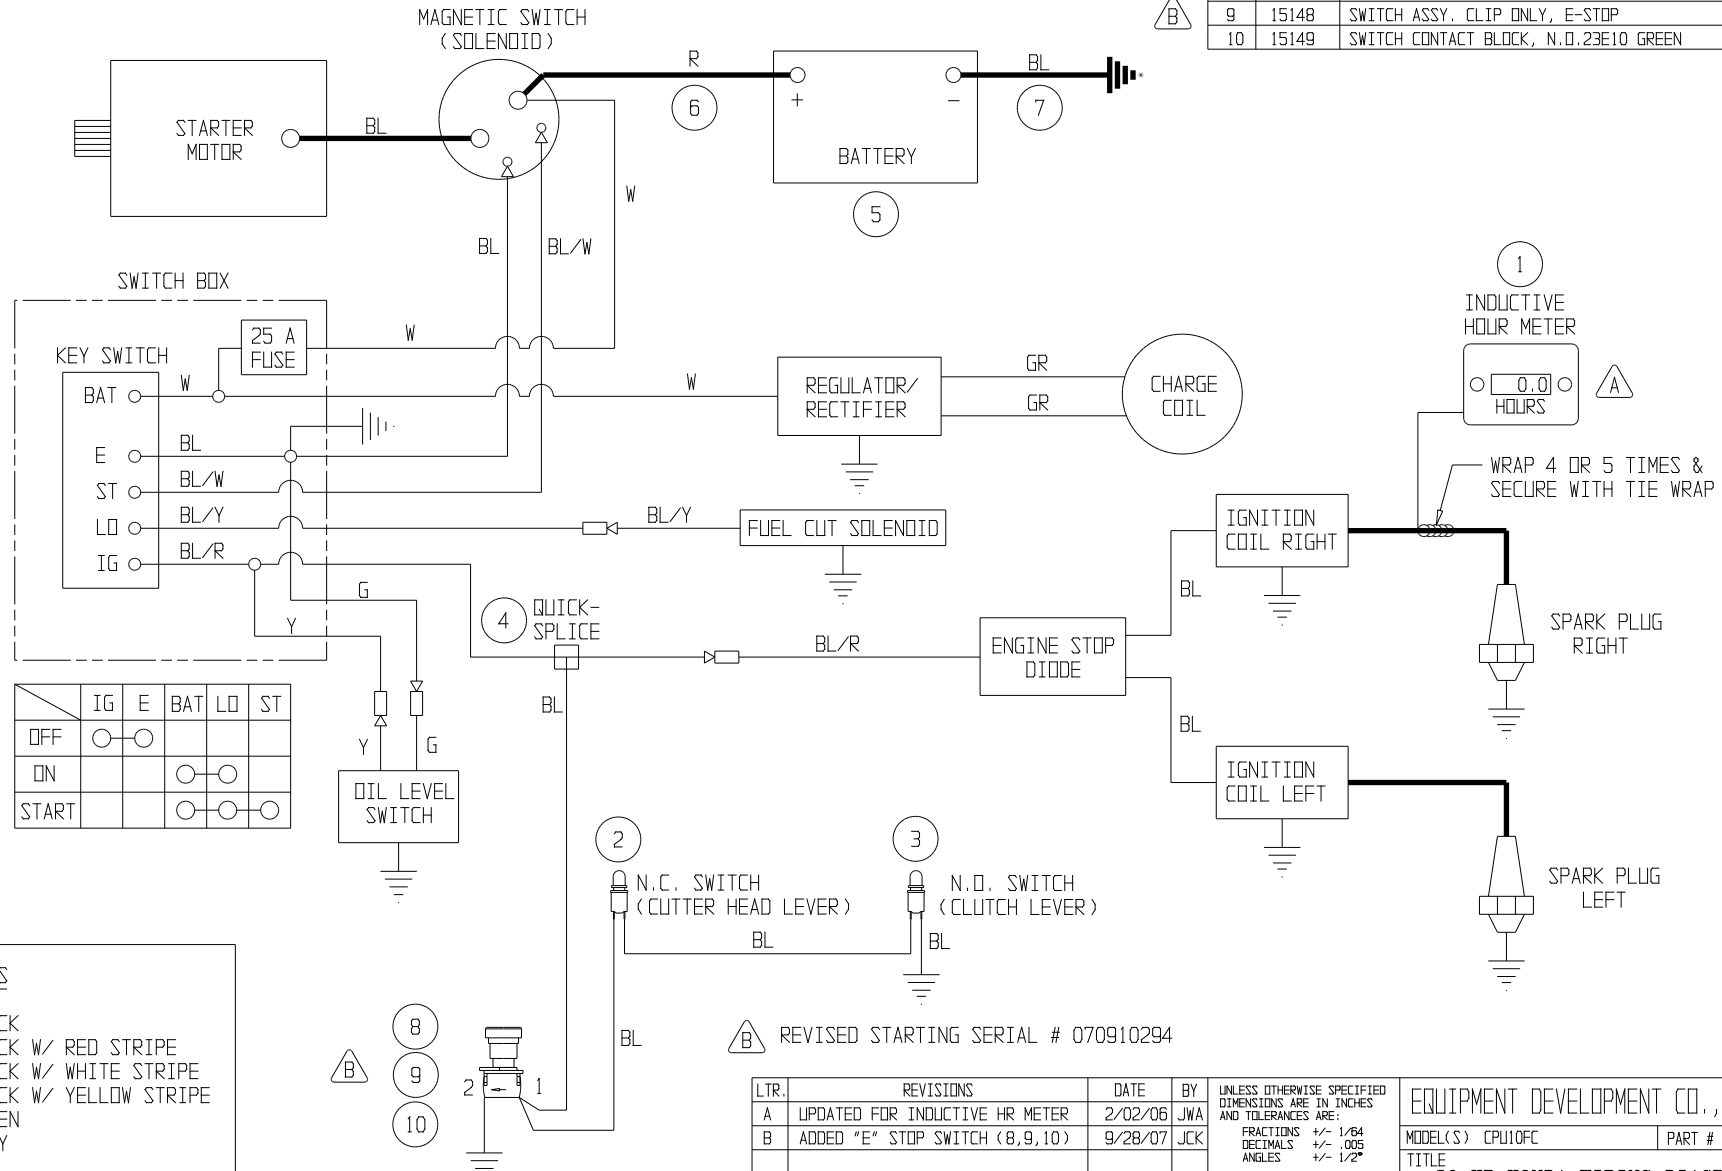 MAGNETIC SWITCH
(SOLENOID)
B
9 15148 SWITCH ASSY. CLIP ONLY, E-STOP
10 15149 SWITCH CONTACT BLOCK, N.O.23E10 GREEN
STARTER
MOTOR
BL
R
6
+
-
BATTERY
5
BL
7
W
BL
BL/W
SWITCH BOX
25 A
FUSE
W
KEY SWITCH
BAT
W
W
E
BL
ST
BL/W
LO
BL/Y
IG
BL/R
REGULATOR/
RECTIFIER
GR
GR
CHARGE
COIL
1
INDUCTIVE
HOUR METER
0.0
HOURS
A
WRAP 4 OR 5 TIMES &
SECURE WITH TIE WRAP
BL/Y
FUEL CUT SOLENOID
IGNITION
COIL RIGHT
BL
G
Y
4
QUICK-
SPLICE
BL/R
ENGINE STOP
DIODE
SPARK PLUG
RIGHT
IG E BAT LO ST
OFF
ON
START
Y
G
OIL LEVEL
SWITCH
BL
BL
IGNITION
COIL LEFT
SPARK PLUG
LEFT
2
N.C. SWITCH
(CUTTER HEAD LEVER)
3
N.O. SWITCH
(CLUTCH LEVER)
BL
BL
BL
S
CK
CK W/ RED STRIPE
CK W/ WHITE STRIPE
CK W/ YELLOW STRIPE
EN
Y
B
8
9
10
2
1
B
REVISED STARTING SERIAL # 070910294
LTR. REVISIONS DATE BY
A UPDATED FOR INDUCTIVE HR METER 2/02/06 JWA
B ADDED "E" STOP SWITCH (8,9,10) 9/28/07 JCK
UNLESS OTHERWISE SPECIFIED
DIMENSIONS ARE IN INCHES
AND TOLERANCES ARE:
FRACTIONS +/- 1/64
DECIMALS +/- .005
ANGLES +/- 1/2°
EQUIPMENT DEVELOPMENT CO.,
MODEL(S) CPU10FC
PART #
TITLE